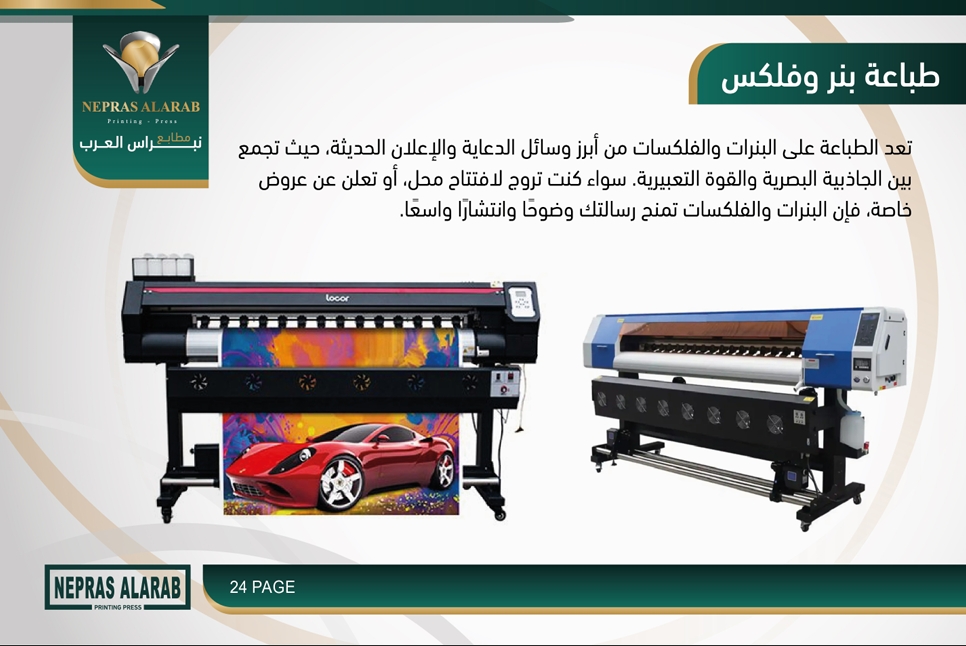 NEPRAS ALARAB
Printing - Press
مطابع
نبـــــراس العرب
طباعة بنر وفلكس
تعد الطباعة على البنرات والفلكسات من أبرز وسائل الدعاية والإعلان الحديثة، حيث تجمع
بين الجاذبية البصرية والقوة التعبيرية. سواء كنت تروج لافتتاح محل، أو تعلن عن عروض
خاصة، فإن البنرات والفلكسات تمنح رسالتك وضوحًا وانتشارًا واسعًا.
Locor
NEPRAS ALARAB
PRINTING PRESS
24 PAGE